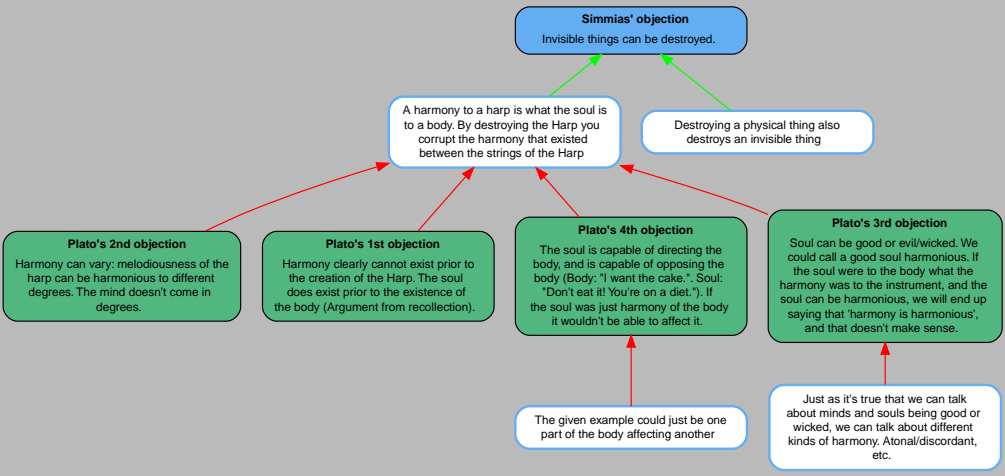 Simmias' objection
Invisible things can be destroyed.
A harmony to a harp is what the soul is
to a body. By destroying the Harp you
corrupt the harmony that existed
between the strings of the Harp
Destroying a physical thing also
destroys an invisible thing
Plato's 2nd objection
Harmony can vary: melodiousness of the
harp can be harmonious to different
degrees. The mind doesn't come in
degrees.
Plato's 1st objection
Harmony clearly cannot exist prior to
the creation of the Harp. The soul
does exist prior to the existence of
the body (Argument from recollection).
Plato's 4th objection
The soul is capable of directing the
body, and is capable of opposing the
body (Body: "I want the cake.". Soul:
"Don't eat it! You're on a diet."). If
the soul was just harmony of the body
it wouldn't be able to affect it.
Plato's 3rd objection
Soul can be good or evil/wicked. We
could call a good soul harmonious. If
the soul were to the body what the
harmony was to the instrument, and the
soul can be harmonious, we will end up
saying that 'harmony is harmonious',
and that doesn't make sense.
The given example could just be one
part of the body affecting another
Just as it's true that we can talk
about minds and souls being good or
wicked, we can talk about different
kinds of harmony. Atonal/discordant,
etc.